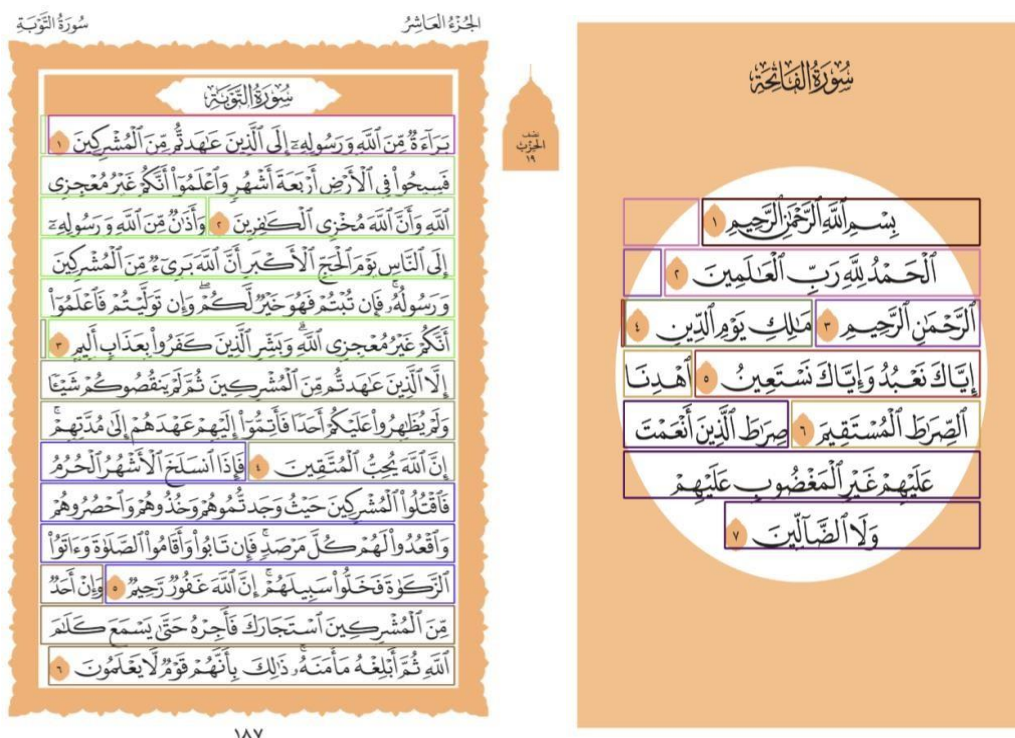 سُورَةُ الفَاتِحَةِ
بِسْمِ ٱللَّهِ ٱلرَّحْمَٰنِ ٱلرَّحِيمِ ١
ٱلْحَمْدُ لِلَّهِ رَبِّ ٱلْعَٰلَمِينَ ٢
ٱلرَّحْمَٰنِ ٱلرَّحِيمِ ٣ مَٰلِكِ يَوْمِ ٱلدِّينِ ٤
إِيَّاكَ نَعْبُدُ وَإِيَّاكَ نَسْتَعِينُ ٥ ٱهْدِنَا
ٱلصِّرَٰطَ ٱلْمُسْتَقِيمَ ٦ صِرَٰطَ ٱلَّذِينَ أَنْعَمْتَ
عَلَيْهِمْ غَيْرِ ٱلْمَغْضُوبِ عَلَيْهِمْ
وَلَا ٱلضَّآلِّينَ ٧
الجُزْءُ العَاشِرُ
سُورَةُ التَّوْبَةِ
نصف
الحِزْب
١٩
سُورَةُ التَّوْبَةِ
بَرَآءَةٌ مِّنَ ٱللَّهِ وَرَسُولِهِۦٓ إِلَى ٱلَّذِينَ عَٰهَدتُّم مِّنَ ٱلْمُشْرِكِينَ ١
فَسِيحُوا۟ فِى ٱلْأَرْضِ أَرْبَعَةَ أَشْهُرٍ وَٱعْلَمُوٓا۟ أَنَّكُمْ غَيْرُ مُعْجِزِى
ٱللَّهِ وَأَنَّ ٱللَّهَ مُخْزِى ٱلْكَٰفِرِينَ ٢ وَأَذَٰنٌ مِّنَ ٱللَّهِ وَرَسُولِهِۦٓ
إِلَى ٱلنَّاسِ يَوْمَ ٱلْحَجِّ ٱلْأَكْبَرِ أَنَّ ٱللَّهَ بَرِىٓءٌ مِّنَ ٱلْمُشْرِكِينَ
وَرَسُولُهُۥ فَإِن تُبْتُمْ فَهُوَ خَيْرٌ لَّكُمْ وَإِن تَوَلَّيْتُمْ فَٱعْلَمُوٓا۟
أَنَّكُمْ غَيْرُ مُعْجِزِى ٱللَّهِ وَبَشِّرِ ٱلَّذِينَ كَفَرُوا۟ بِعَذَابٍ أَلِيمٍ ٣
إِلَّا ٱلَّذِينَ عَٰهَدتُّم مِّنَ ٱلْمُشْرِكِينَ ثُمَّ لَمْ يَنقُصُوكُمْ شَيْـًٔا
وَلَمْ يُظَٰهِرُوا۟ عَلَيْكُمْ أَحَدًا فَأَتِمُّوٓا۟ إِلَيْهِمْ عَهْدَهُمْ إِلَىٰ مُدَّتِهِمْ
إِنَّ ٱللَّهَ يُحِبُّ ٱلْمُتَّقِينَ ٤ فَإِذَا ٱنسَلَخَ ٱلْأَشْهُرُ ٱلْحُرُمُ
فَٱقْتُلُوا۟ ٱلْمُشْرِكِينَ حَيْثُ وَجَدتُّمُوهُمْ وَخُذُوهُمْ وَٱحْصُرُوهُمْ
وَٱقْعُدُوا۟ لَهُمْ كُلَّ مَرْصَدٍ فَإِن تَابُوا۟ وَأَقَامُوا۟ ٱلصَّلَوٰةَ وَءَاتَوُا۟
ٱلزَّكَوٰةَ فَخَلُّوا۟ سَبِيلَهُمْ إِنَّ ٱللَّهَ غَفُورٌ رَّحِيمٌ ٥ وَإِنْ أَحَدٌ
مِّنَ ٱلْمُشْرِكِينَ ٱسْتَجَارَكَ فَأَجِرْهُ حَتَّىٰ يَسْمَعَ كَلَٰمَ
ٱللَّهِ ثُمَّ أَبْلِغْهُ مَأْمَنَهُۥ ذَٰلِكَ بِأَنَّهُمْ قَوْمٌ لَّا يَعْلَمُونَ ٦
١٨٧